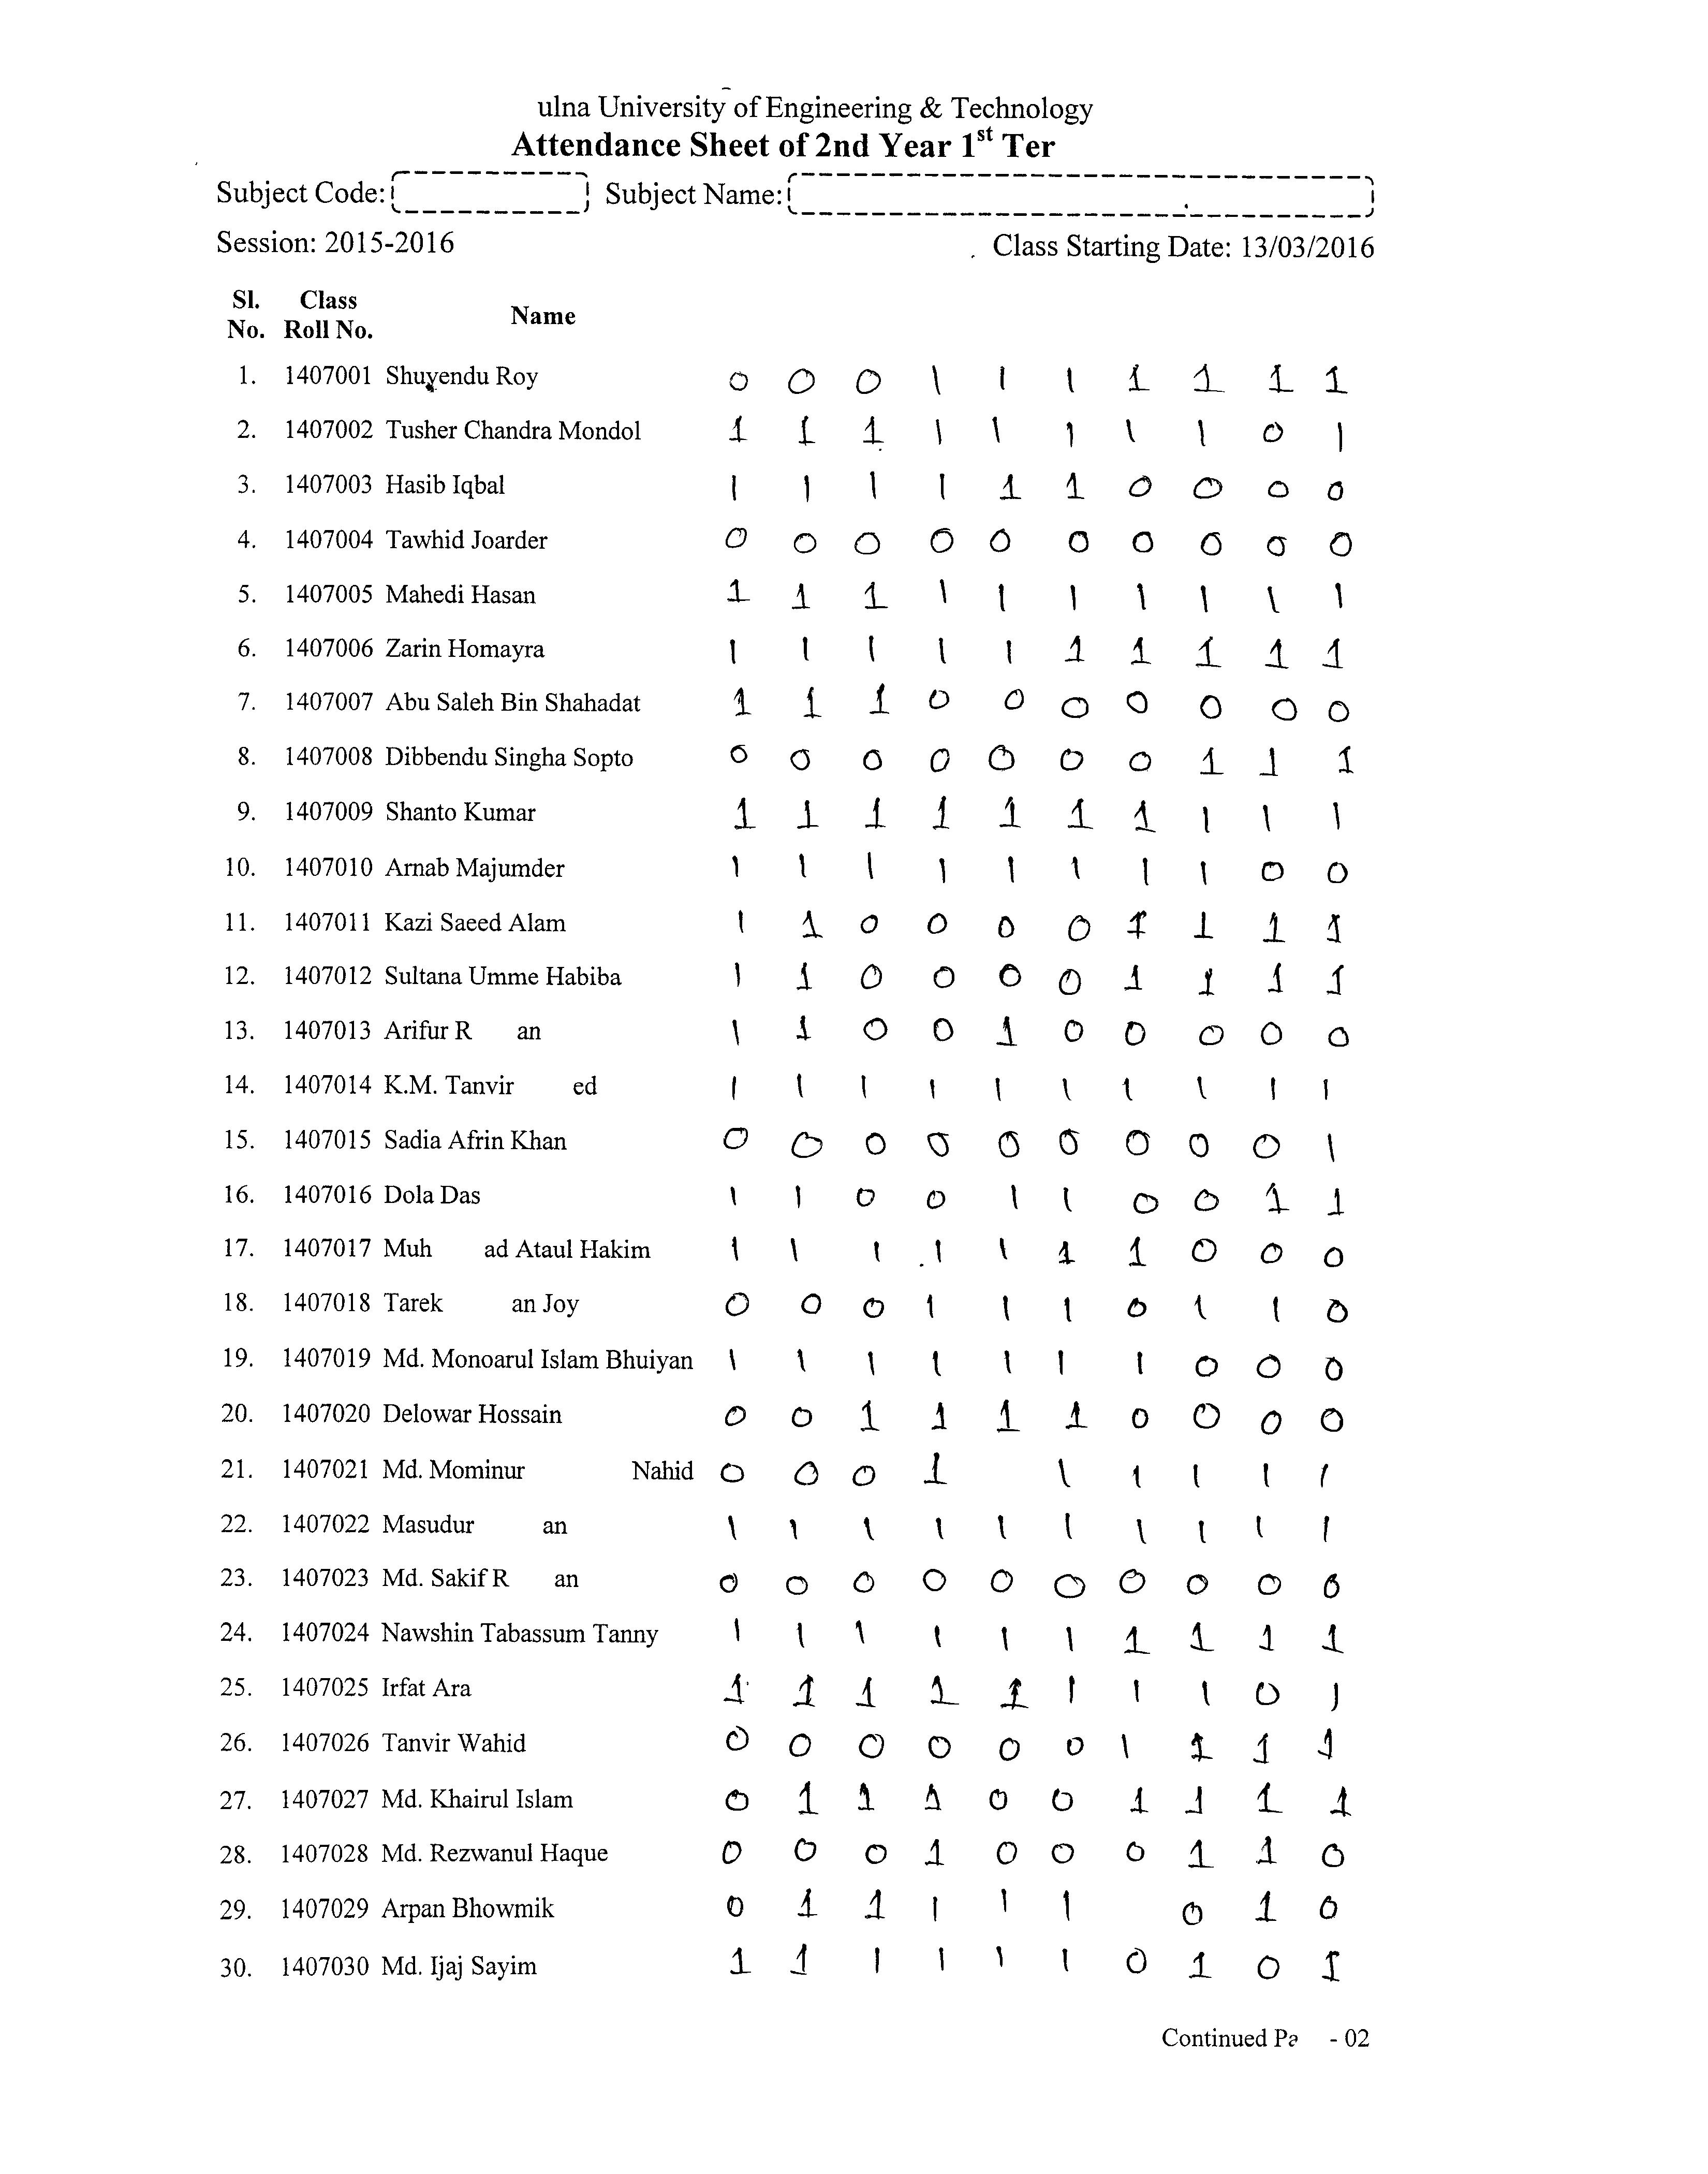 ulna University of Engineering & Technology
Attendance Sheet of 2nd Year 1st Ter
Subject Code: Subject Name:
Session: 2015-2016 Class Starting Date: 13/03/2016
Sl. No. Class Roll No. Name
1. 1407001 Shuvendu Roy 0 0 0 1 1 1 1 1 1 1
2. 1407002 Tusher Chandra Mondol 1 1 1 1 1 1 1 1 0 1
3. 1407003 Hasib Iqbal 1 1 1 1 1 1 0 0 0 0
4. 1407004 Tawhid Joarder 0 0 0 0 0 0 0 0 0 0
5. 1407005 Mahedi Hasan 1 1 1 1 1 1 1 1 1 1
6. 1407006 Zarin Homayra 1 1 1 1 1 1 1 1 1 1
7. 1407007 Abu Saleh Bin Shahadat 1 1 1 0 0 0 0 0 0 0
8. 1407008 Dibbendu Singha Sopto 0 0 0 0 0 0 0 1 1 1
9. 1407009 Shanto Kumar 1 1 1 1 1 1 1 1 1 1
10. 1407010 Arnab Majumder 1 1 1 1 1 1 1 1 0 0
11. 1407011 Kazi Saeed Alam 1 1 0 0 0 0 1 1 1 1
12. 1407012 Sultana Umme Habiba 1 1 0 0 0 0 1 1 1 1
13. 1407013 Arifur R an 1 1 0 0 1 0 0 0 0 0
14. 1407014 K.M. Tanvir ed 1 1 1 1 1 1 1 1 1 1
15. 1407015 Sadia Afrin Khan 0 0 0 0 0 0 0 0 0 1
16. 1407016 Dola Das 1 1 0 0 1 1 0 0 1 1
17. 1407017 Muh ad Ataul Hakim 1 1 1 1 1 1 1 0 0 0
18. 1407018 Tarek an Joy 0 0 0 1 1 1 0 1 1 0
19. 1407019 Md. Monoarul Islam Bhuiyan 1 1 1 1 1 1 1 0 0 0
20. 1407020 Delowar Hossain 0 0 1 1 1 1 0 0 0 0
21. 1407021 Md. Mominur Nahid 0 0 0 1 1 1 1 1 1
22. 1407022 Masudur an 1 1 1 1 1 1 1 1 1 1
23. 1407023 Md. Sakif R an 0 0 0 0 0 0 0 0 0 0
24. 1407024 Nawshin Tabassum Tanny 1 1 1 1 1 1 1 1 1 1
25. 1407025 Irfat Ara 1 1 1 1 1 1 1 1 0 1
26. 1407026 Tanvir Wahid 0 0 0 0 0 0 1 1 1 1
27. 1407027 Md. Khairul Islam 0 1 1 1 0 0 1 1 1 1
28. 1407028 Md. Rezwanul Haque 0 0 0 1 0 0 0 1 1 0
29. 1407029 Arpan Bhowmik 0 1 1 1 1 1 0 1 0
30. 1407030 Md. Ijaj Sayim 1 1 1 1 1 1 0 1 0 1
Continued Pa - 02